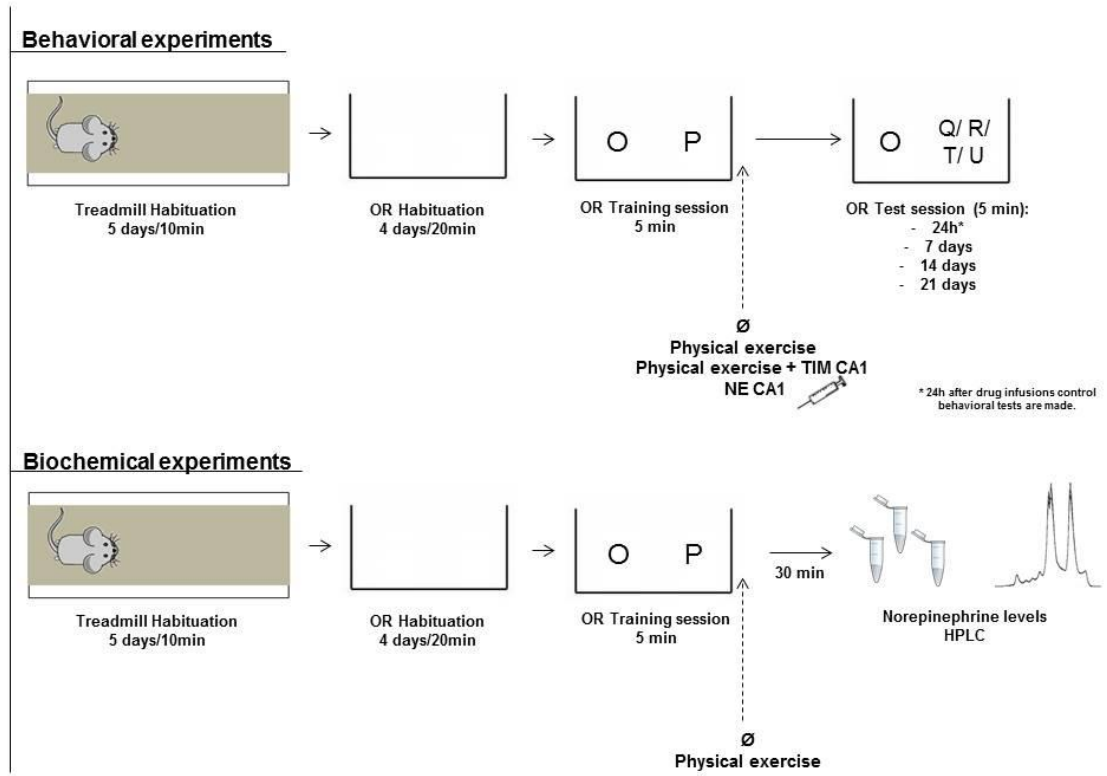 Behavioral experiments
Treadmill Habituation
5 days/10min
OR Habituation
4 days/20min
O P
OR Training session
5 min
O Q/ R/
T/ U
OR Test session (5 min):
- 24h*
- 7 days
- 14 days
- 21 days
Ø
Physical exercise
Physical exercise + TIM CA1
NE CA1
* 24h after drug infusions control
behavioral tests are made.
Biochemical experiments
Treadmill Habituation
5 days/10min
OR Habituation
4 days/20min
O P
OR Training session
5 min
30 min
Norepinephrine levels
HPLC
Ø
Physical exercise